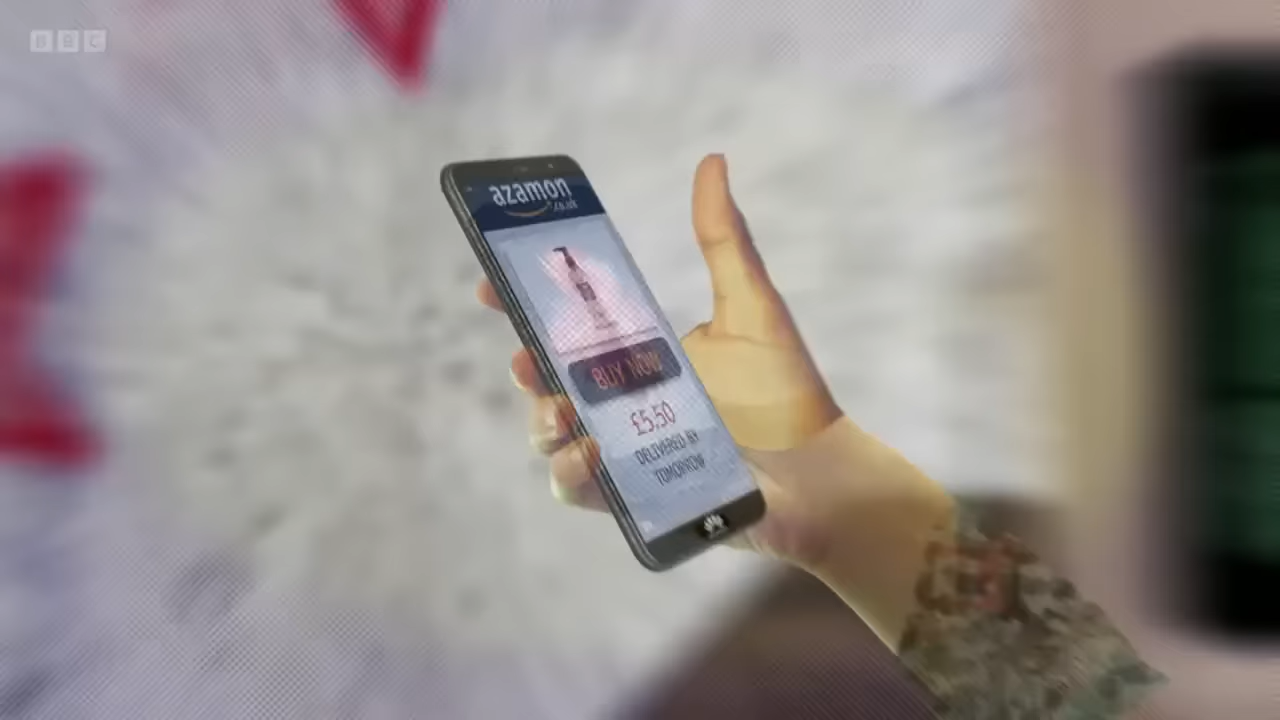 BBC
azamon
.co.uk
BUY NOW
£5.50
DELIVERED BY
TOMORROW